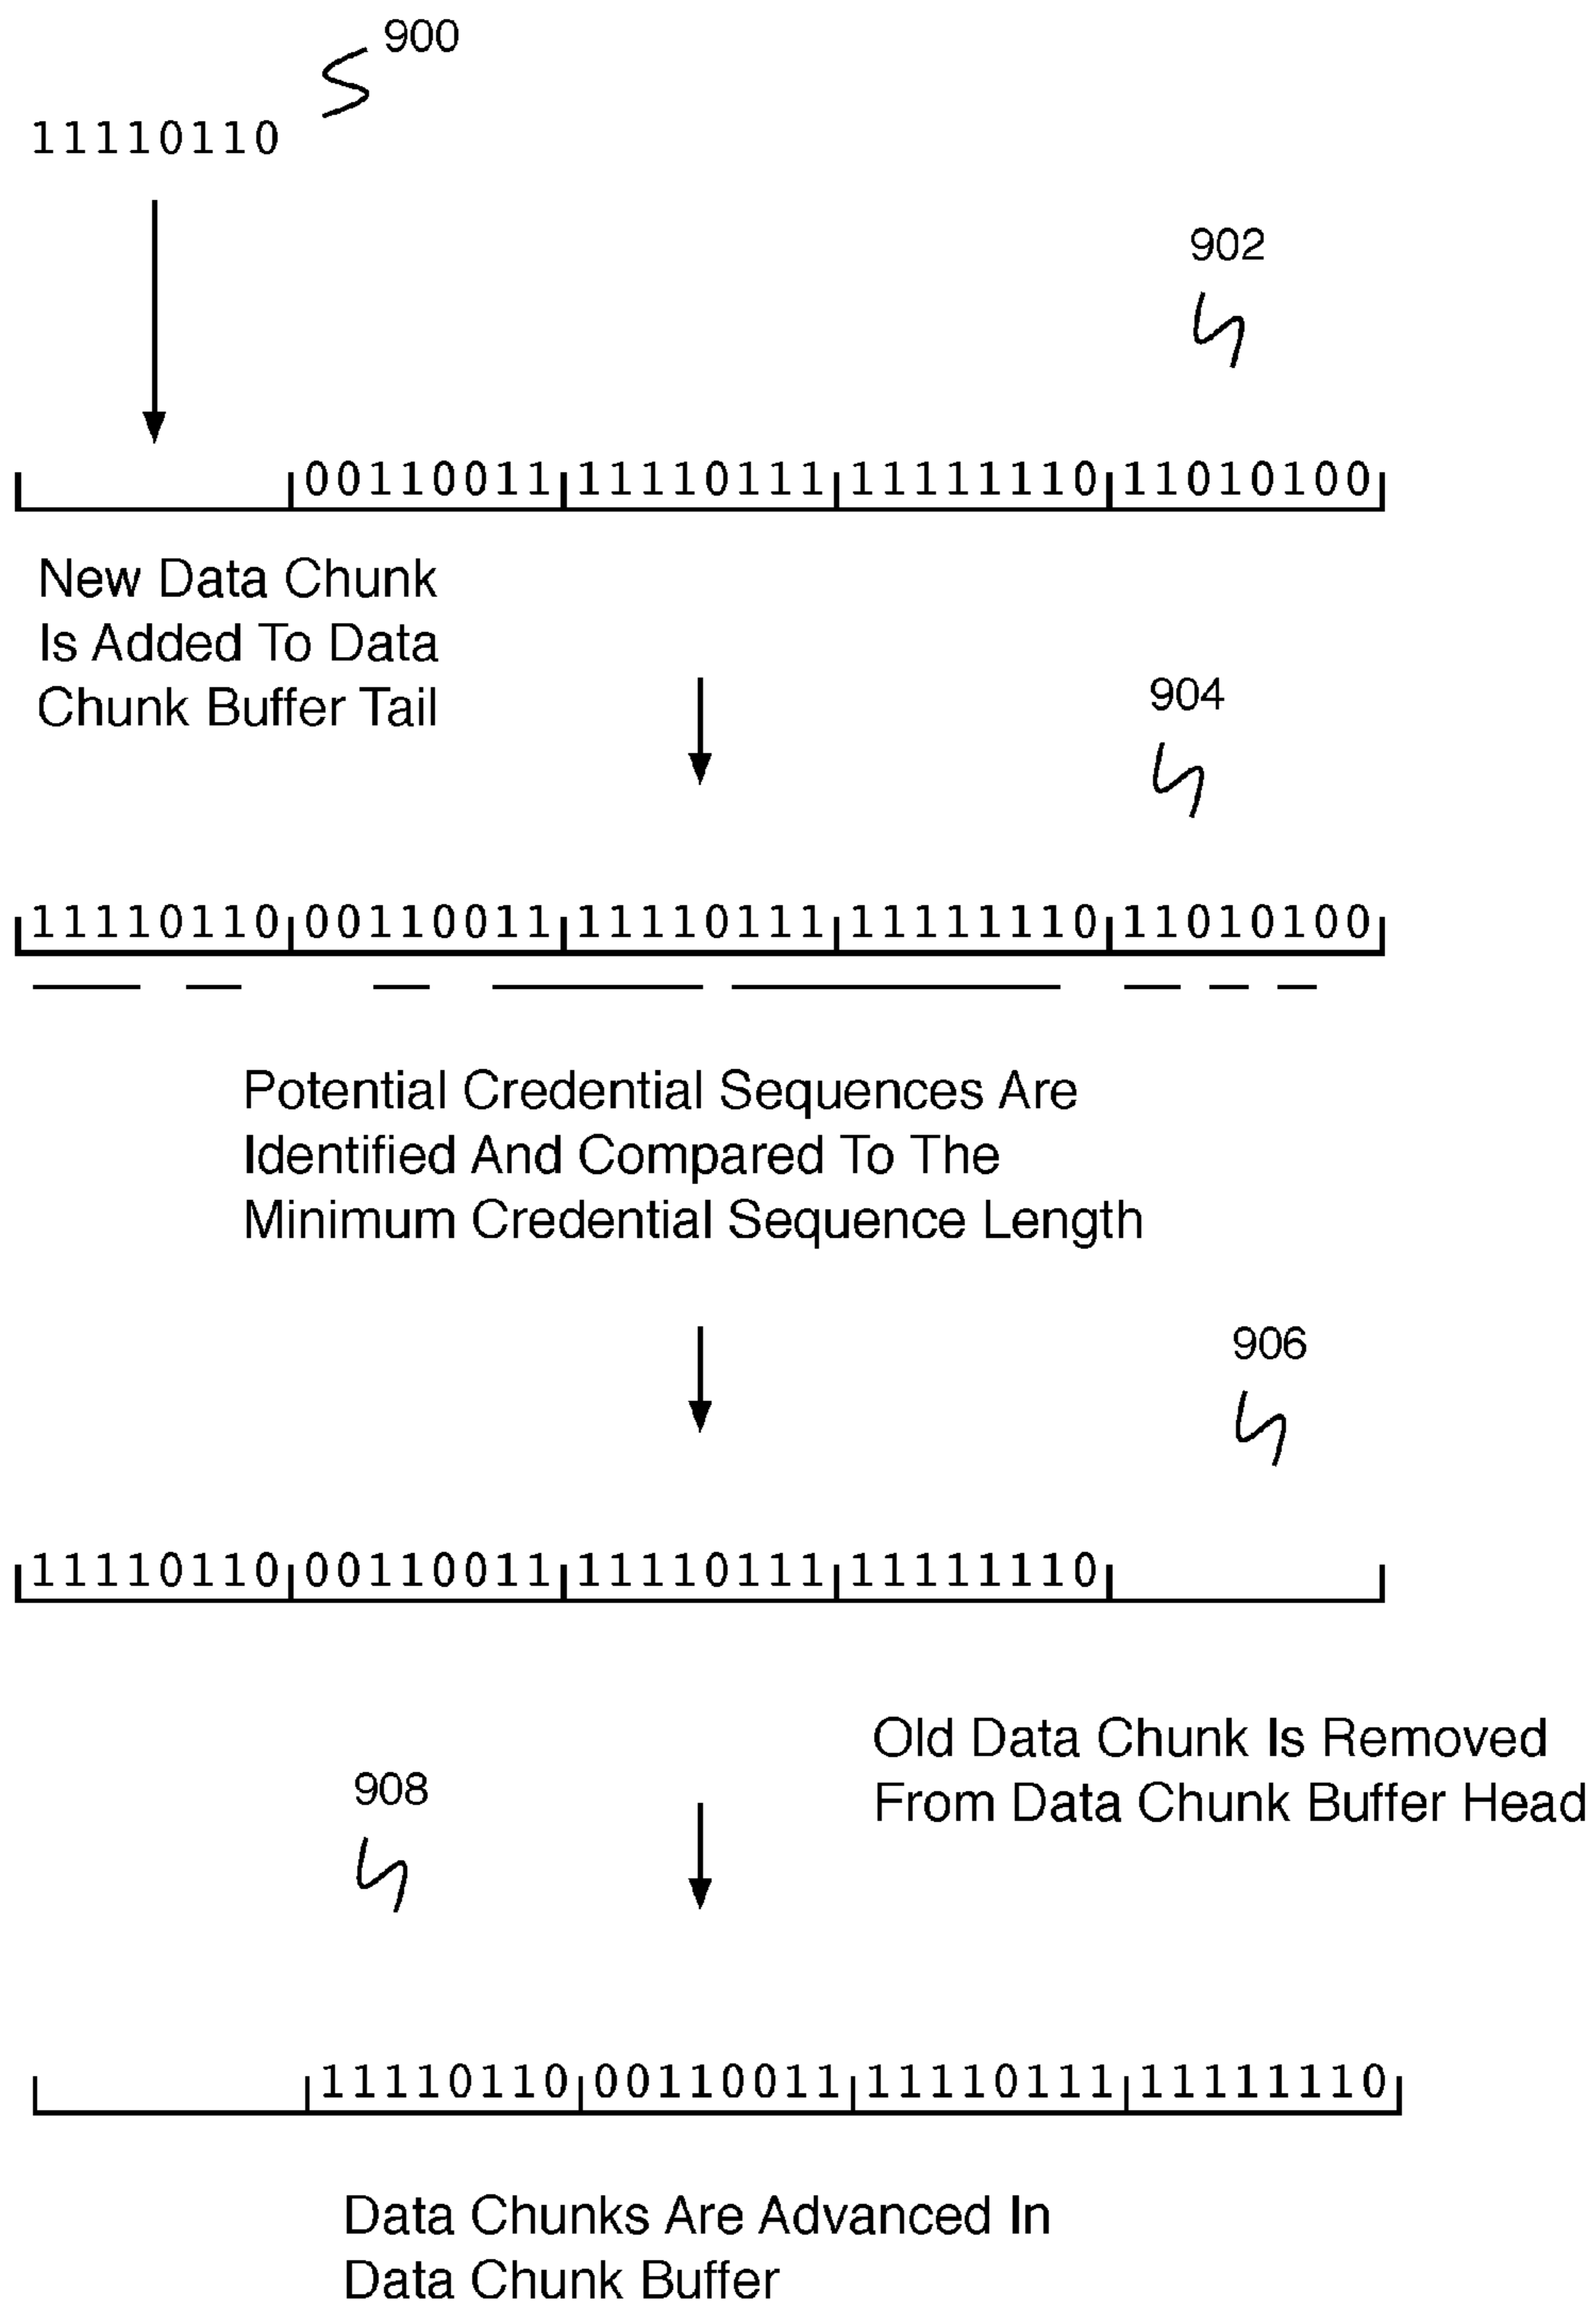 900
11110110
902
00110011 11110111 11111110 11010100
New Data Chunk
Is Added To Data
Chunk Buffer Tail
904
11110110 00110011 11110111 11111110 11010100
Potential Credential Sequences Are
Identified And Compared To The
Minimum Credential Sequence Length
906
11110110 00110011 11110111 11111110
Old Data Chunk Is Removed
From Data Chunk Buffer Head
908
11110110 00110011 11110111 11111110
Data Chunks Are Advanced In
Data Chunk Buffer